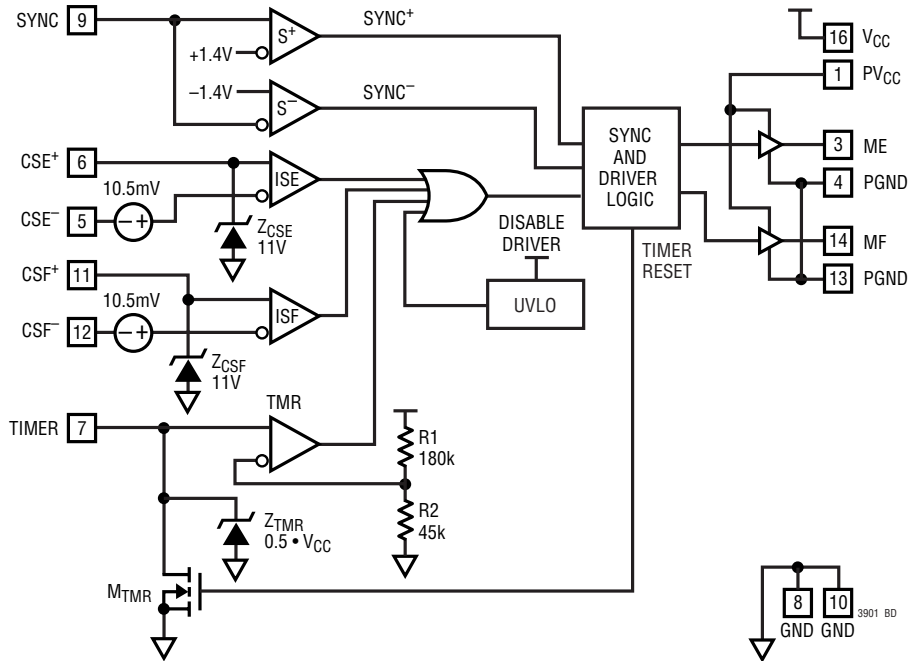 SYNC 9
SYNC+
S+
+1.4V
–1.4V
SYNC–
S–
CSE+ 6
10.5mV
CSE– 5
– +
ISE
ZCSE
11V
CSF+ 11
10.5mV
CSF– 12
– +
ISF
ZCSF
11V
TIMER 7
TMR
R1
180k
R2
45k
ZTMR
0.5 • VCC
MTMR
DISABLE
DRIVER
UVLO
SYNC
AND
DRIVER
LOGIC
TIMER
RESET
16 VCC
1 PVCC
3 ME
4 PGND
14 MF
13 PGND
8 10
GND GND
3901 BD